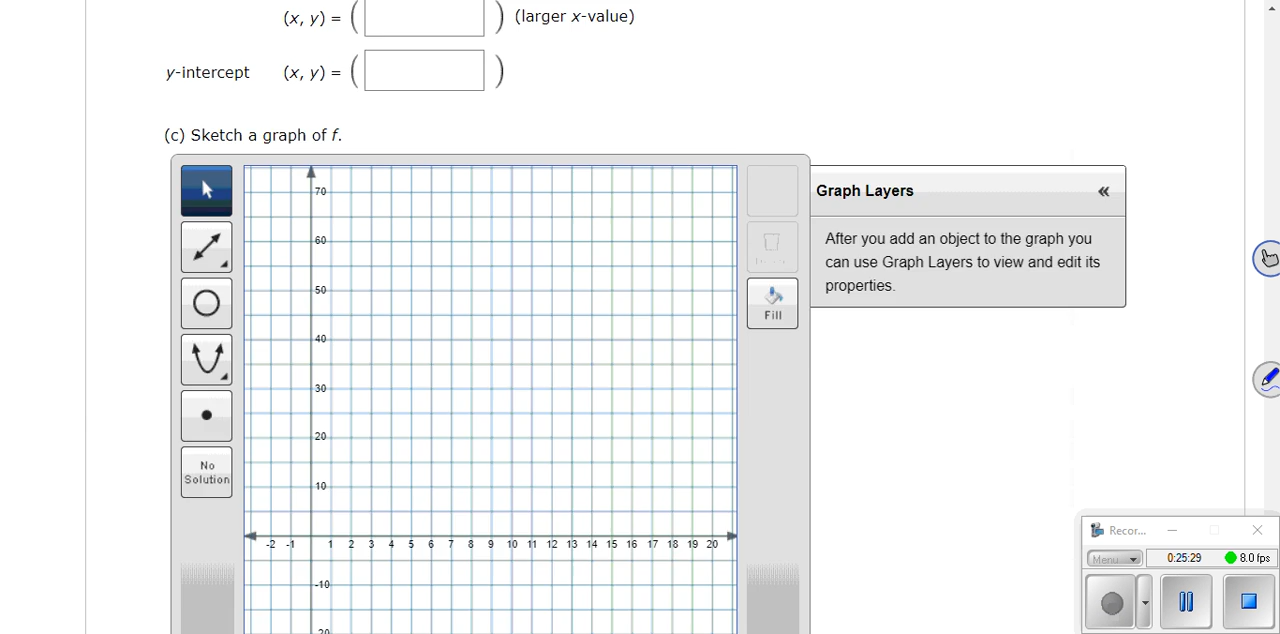 (x, y) = ( ) (larger x-value)
y-intercept (x, y) = ( )
(c) Sketch a graph of f.
Graph Layers «
After you add an object to the graph you
can use Graph Layers to view and edit its
properties.
Fill
No
Solution
70
60
50
40
30
20
10
-2 -1 1 2 3 4 5 6 7 8 9 10 11 12 13 14 15 16 17 18 19 20
-10
-20
Recor...
Menu 0:25:29 8.0 fps